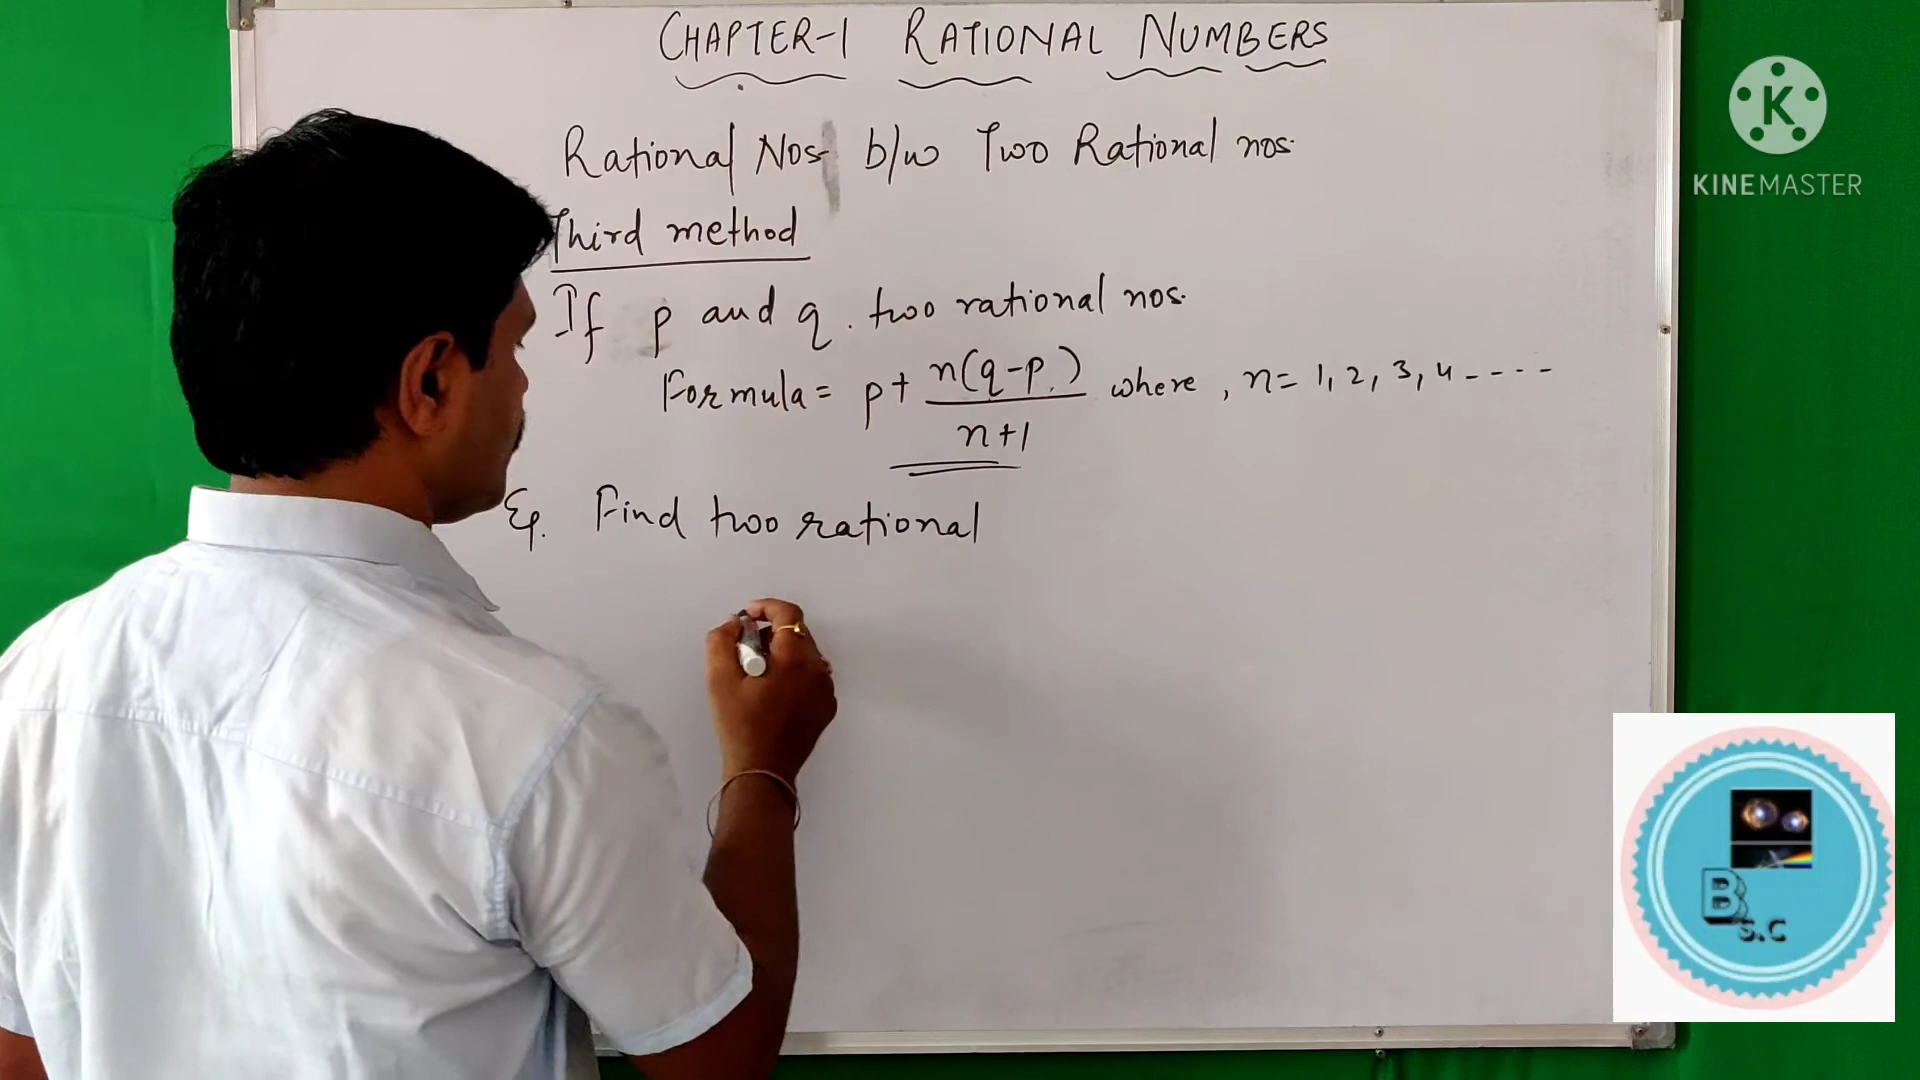 CHAPTER-1 RATIONAL NUMBERS
Rational Nos b/w Two Rational nos.
Third method
If p and q. two rational nos.
Formula = p + n(q-p) / n+1 where, n = 1, 2, 3, 4 - - - -
Eg. Find two rational
K
KINEMASTER
B
S.C